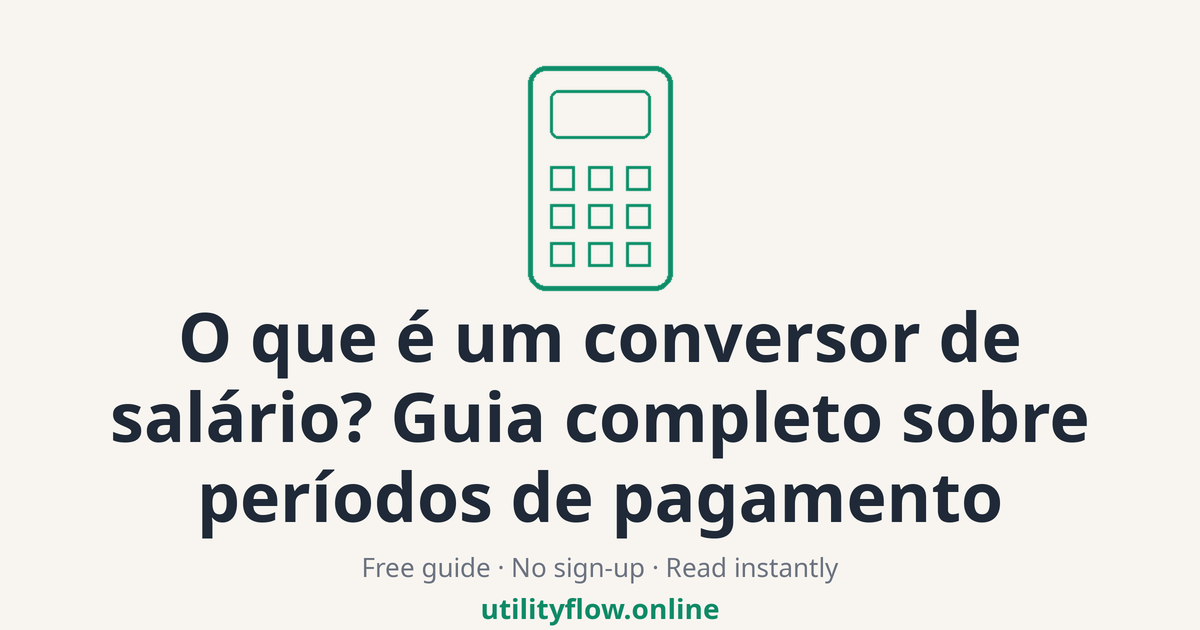 O que é um conversor de
salário? Guia completo sobre
períodos de pagamento
Free guide · No sign-up · Read instantly
utilityflow.online